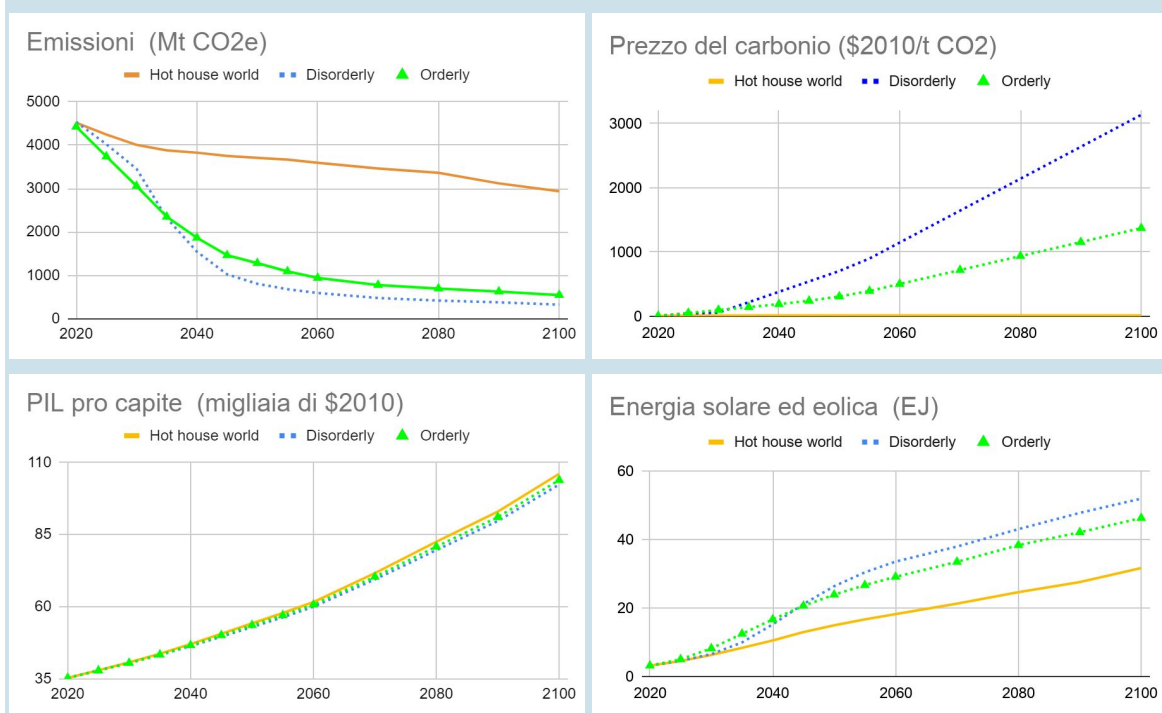 Emissioni (Mt CO2e)
Hot house world Disorderly Orderly
5000
4000
3000
2000
1000
0
2020 2040 2060 2080 2100
Prezzo del carbonio ($2010/t CO2)
Hot house world Disorderly Orderly
3000
2000
1000
0
2020 2040 2060 2080 2100
PIL pro capite (migliaia di $2010)
Hot house world Disorderly Orderly
110
85
60
35
2020 2040 2060 2080 2100
Energia solare ed eolica (EJ)
Hot house world Disorderly Orderly
60
40
20
0
2020 2040 2060 2080 2100